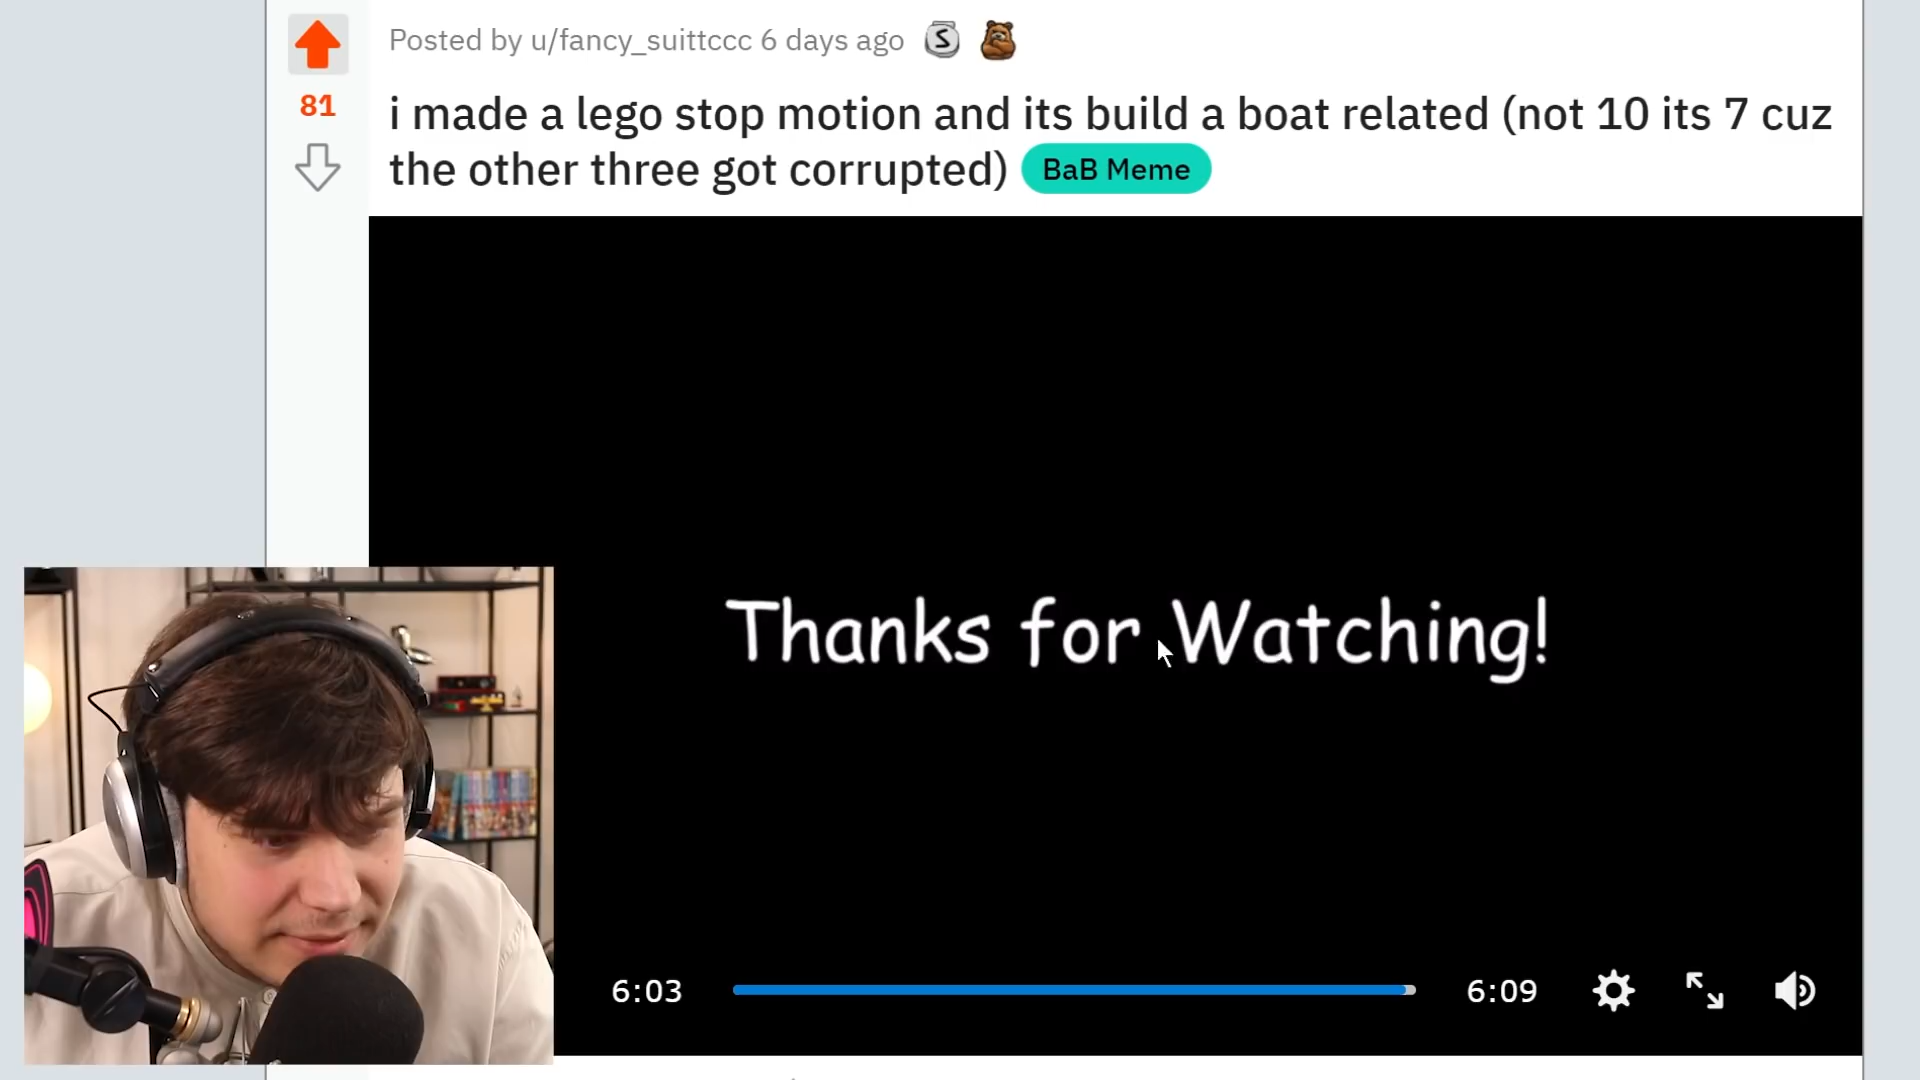 Posted by u/fancy_suittccc 6 days ago
81
i made a lego stop motion and its build a boat related (not 10 its 7 cuz
the other three got corrupted) BaB Meme
Thanks for Watching!
6:03
6:09